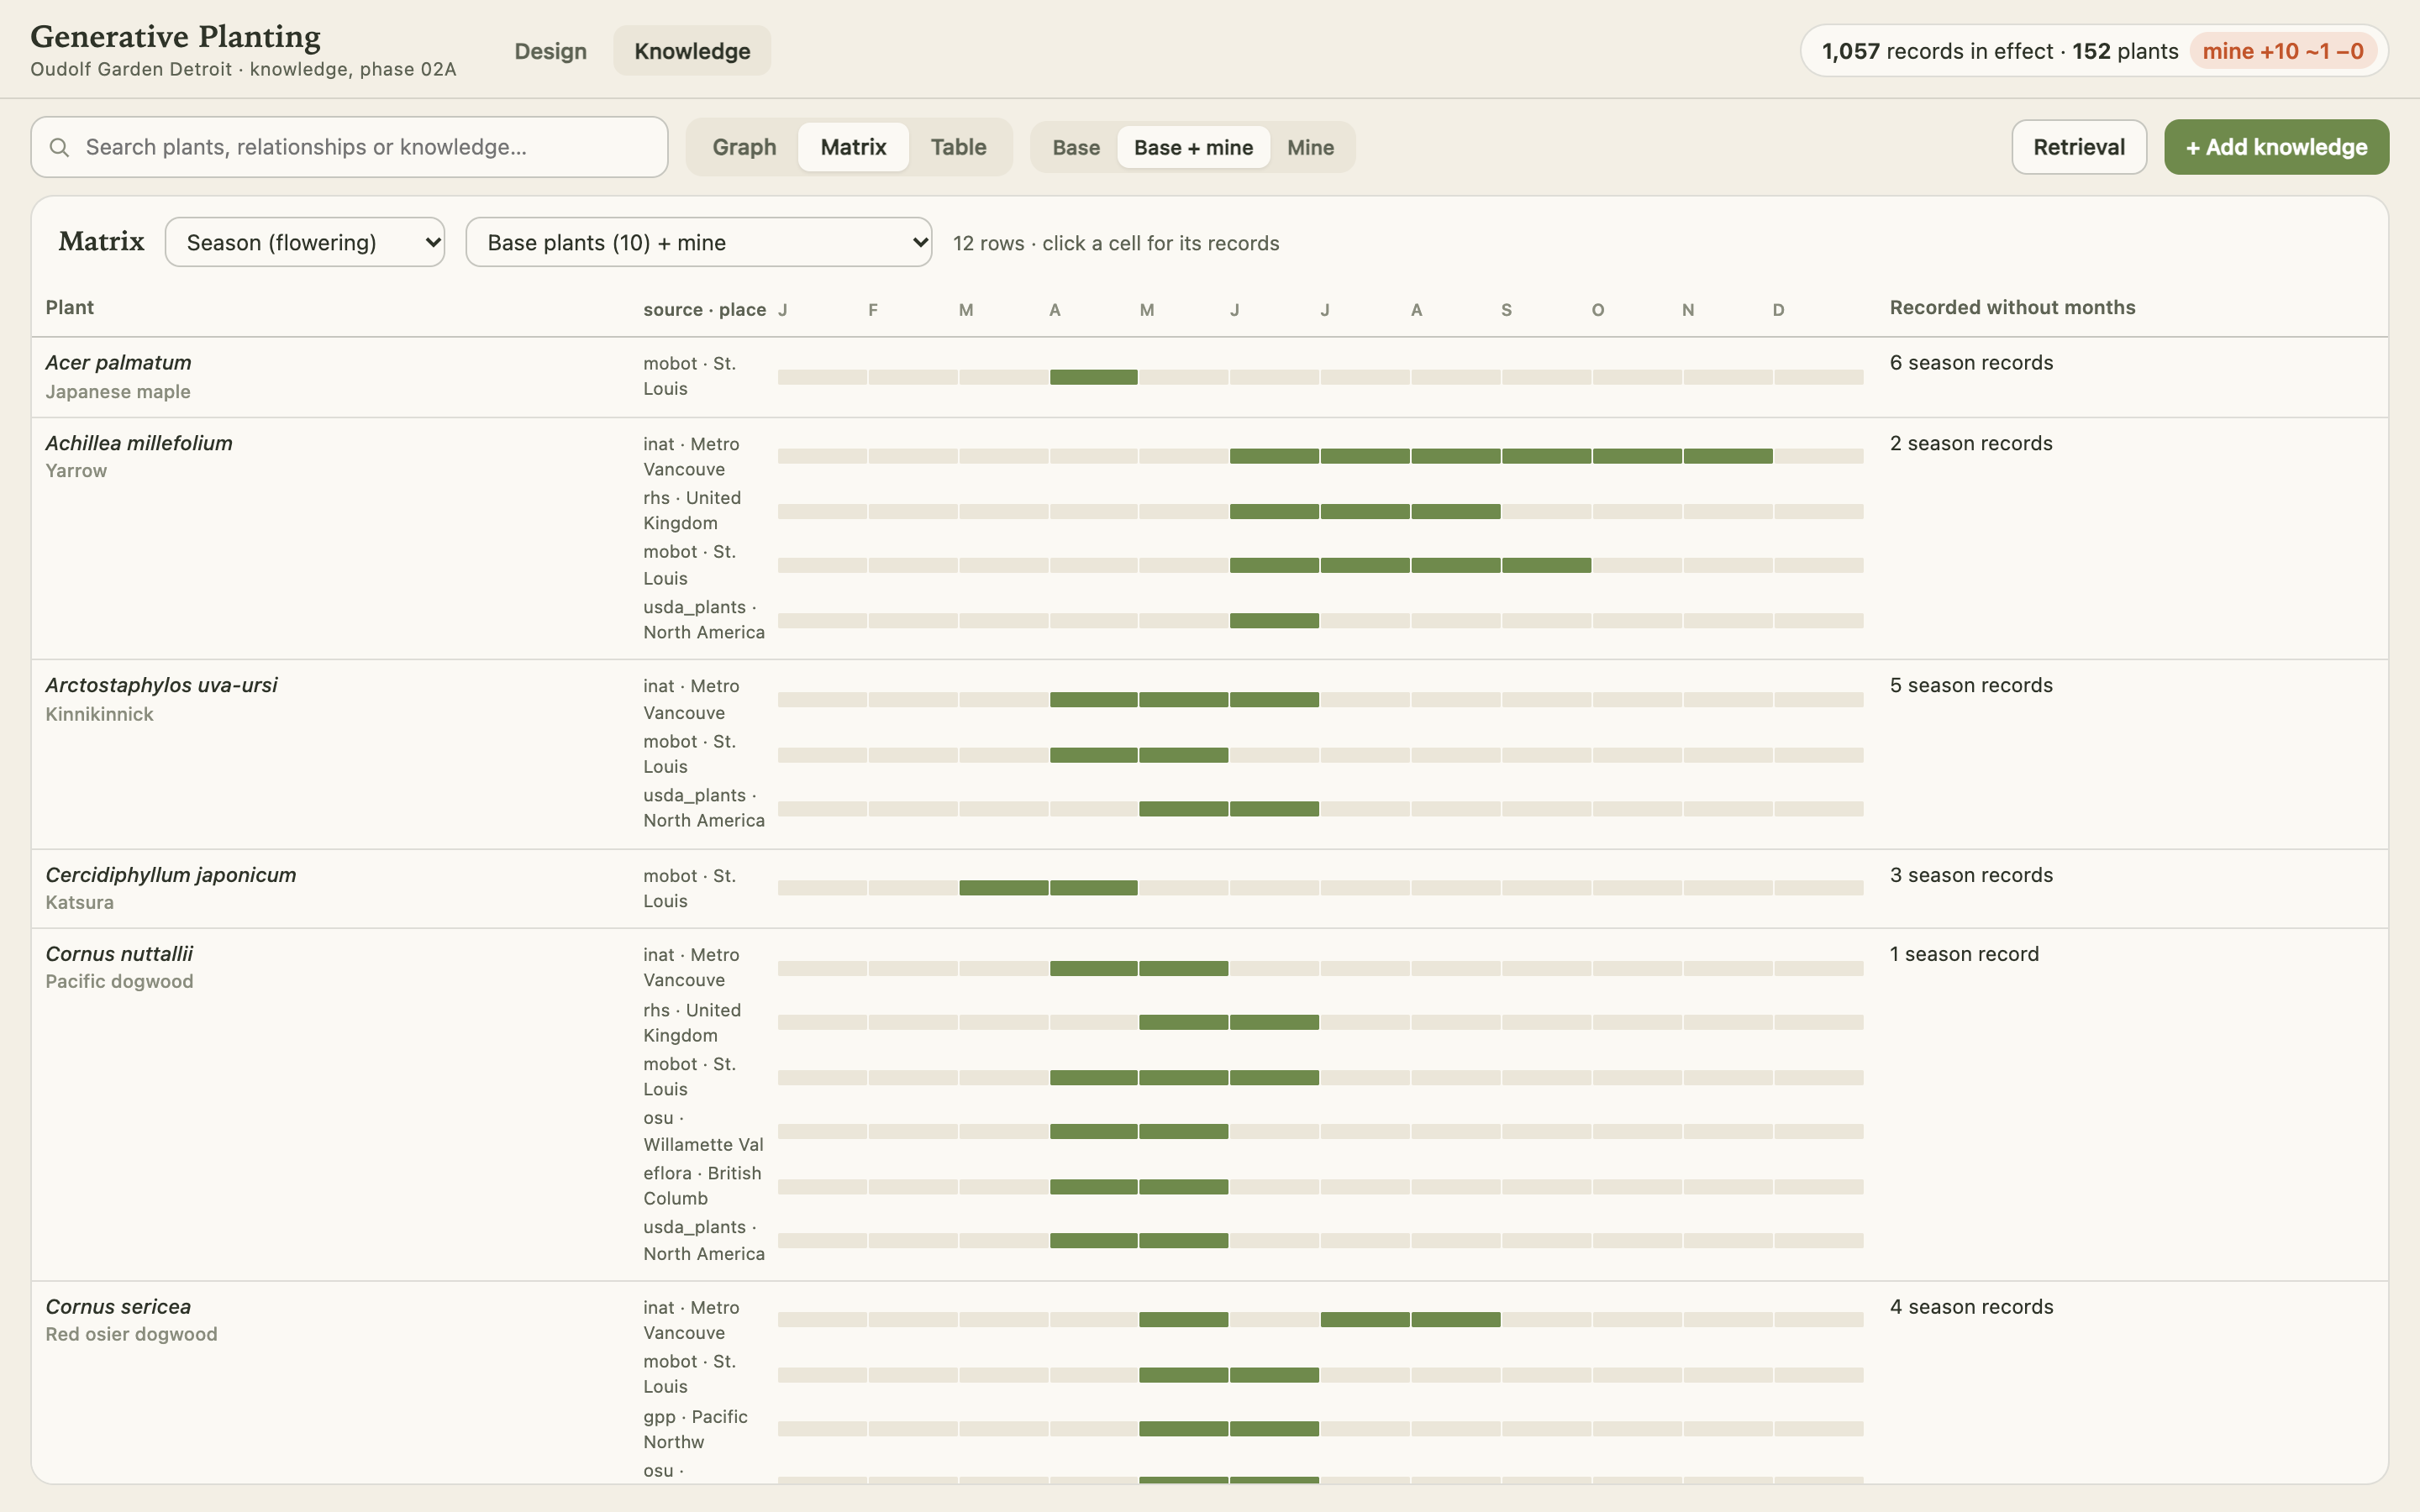 Generative Planting
Oudolf Garden Detroit · knowledge, phase 02A
Design
Knowledge
1,057 records in effect · 152 plants mine +10 ~1 −0
Search plants, relationships or knowledge...
Graph
Matrix
Table
Base
Base + mine
Mine
Retrieval
+ Add knowledge
Matrix
Season (flowering)
Base plants (10) + mine
12 rows · click a cell for its records
Plant
source · place
J F M A M J J A S O N D
Recorded without months
Acer palmatum
Japanese maple
mobot · St.
Louis
6 season records
Achillea millefolium
Yarrow
inat · Metro
Vancouve
rhs · United
Kingdom
mobot · St.
Louis
usda_plants ·
North America
2 season records
Arctostaphylos uva-ursi
Kinnikinnick
inat · Metro
Vancouve
mobot · St.
Louis
usda_plants ·
North America
5 season records
Cercidiphyllum japonicum
Katsura
mobot · St.
Louis
3 season records
Cornus nuttallii
Pacific dogwood
inat · Metro
Vancouve
rhs · United
Kingdom
mobot · St.
Louis
osu ·
Willamette Val
eflora · British
Columb
usda_plants ·
North America
1 season record
Cornus sericea
Red osier dogwood
inat · Metro
Vancouve
mobot · St.
Louis
gpp · Pacific
Northw
osu ·
4 season records